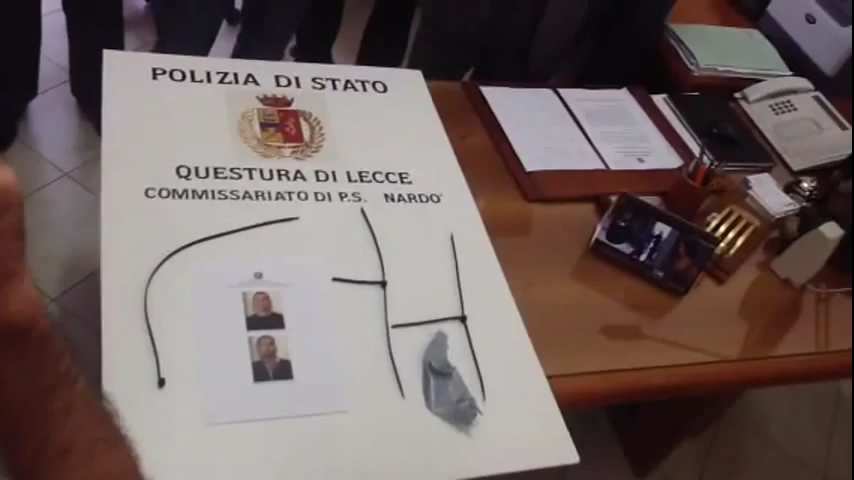 POLIZIA DI STATO
QUESTURA DI LECCE
COMMISSARIATO DI P.S. NARDO'